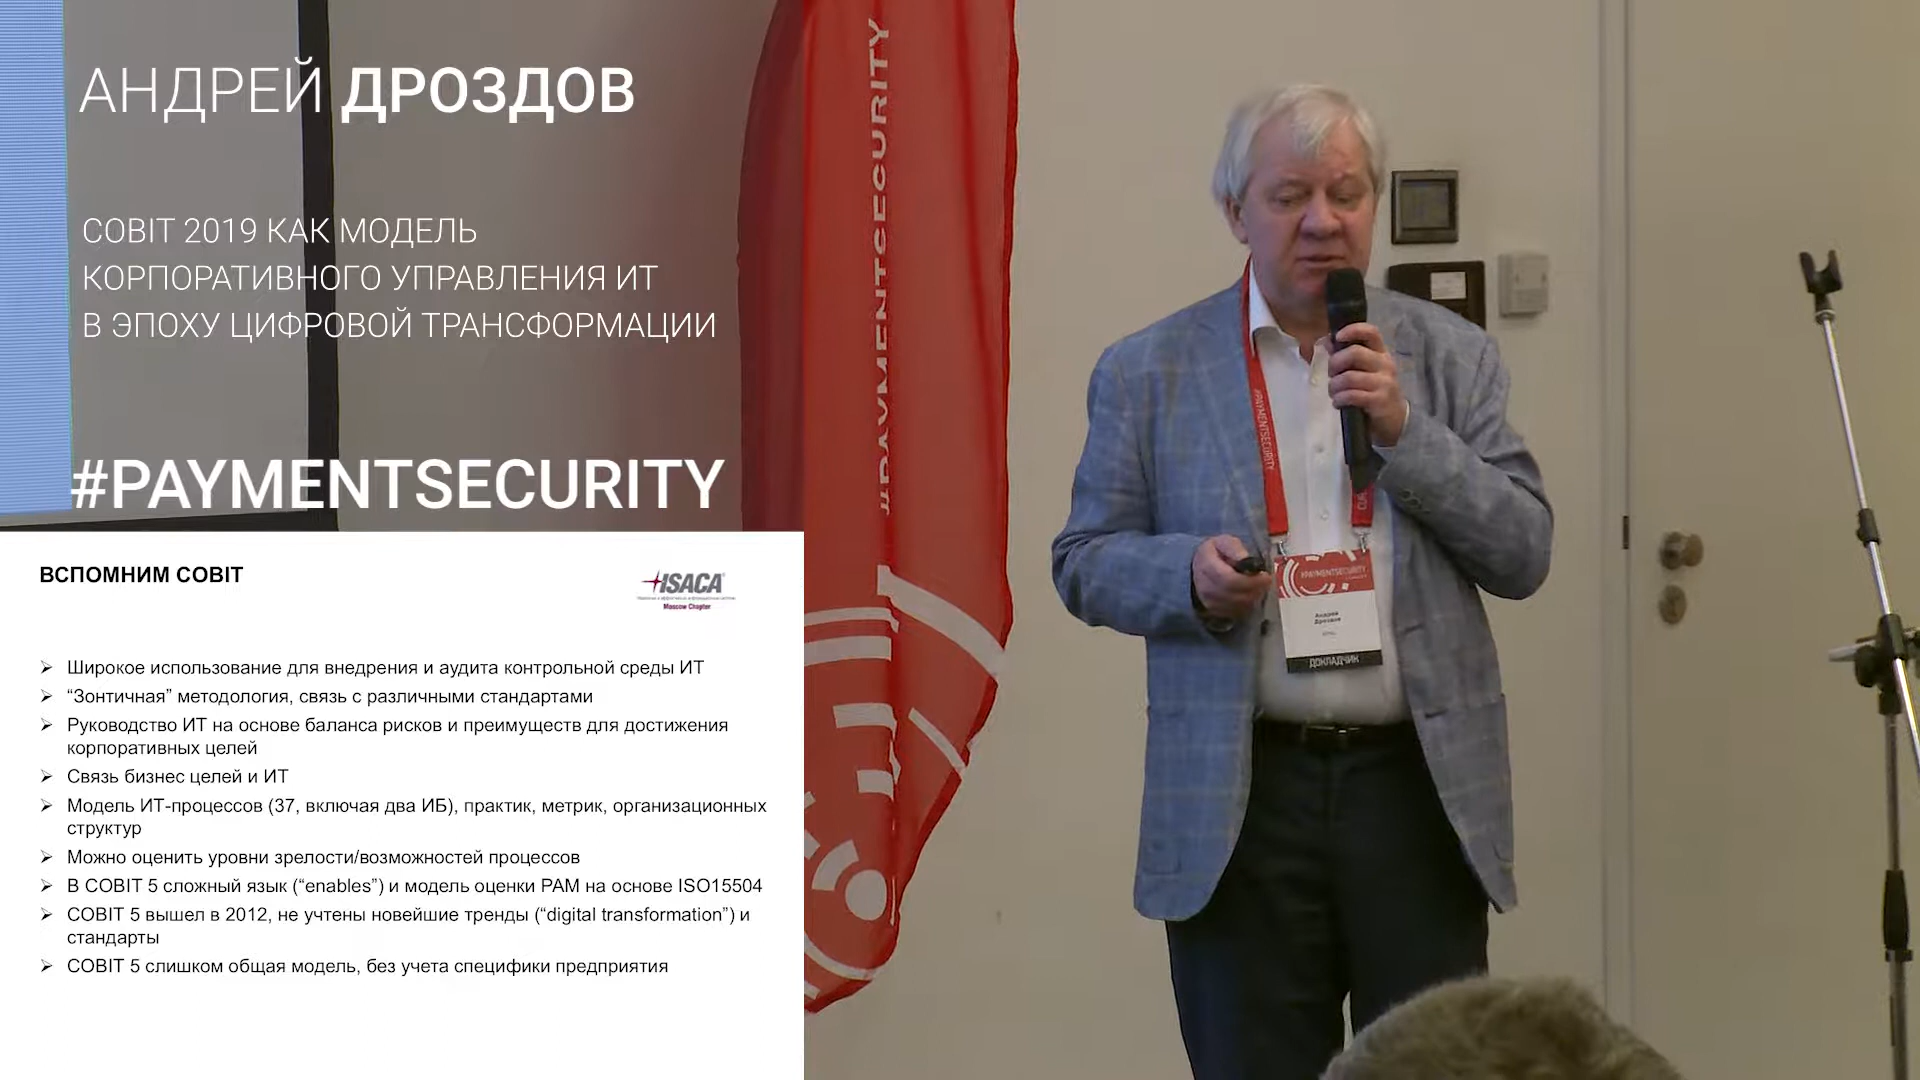 АНДРЕЙ ДРОЗДОВ
COBIT 2019 КАК МОДЕЛЬ
КОРПОРАТИВНОГО УПРАВЛЕНИЯ ИТ
В ЭПОХУ ЦИФРОВОЙ ТРАНСФОРМАЦИИ
#PAYMENTSECURITY
ВСПОМНИМ COBIT
ISACA
Moscow Chapter
Широкое использование для внедрения и аудита контрольной среды ИТ
“Зонтичная” методология, связь с различными стандартами
Руководство ИТ на основе баланса рисков и преимуществ для достижения
корпоративных целей
Связь бизнес целей и ИТ
Модель ИТ-процессов (37, включая два ИБ), практик, метрик, организационных
структур
Можно оценить уровни зрелости/возможностей процессов
В COBIT 5 сложный язык (“enables”) и модель оценки PAM на основе ISO15504
COBIT 5 вышел в 2012, не учтены новейшие тренды (“digital transformation”) и
стандарты
COBIT 5 слишком общая модель, без учета специфики предприятия
#PAYMENTSECURITY
#PAYMENTSECURITY
#PAYMENTSECURITY
Андрей
Дроздов
ДОКЛАДЧИК